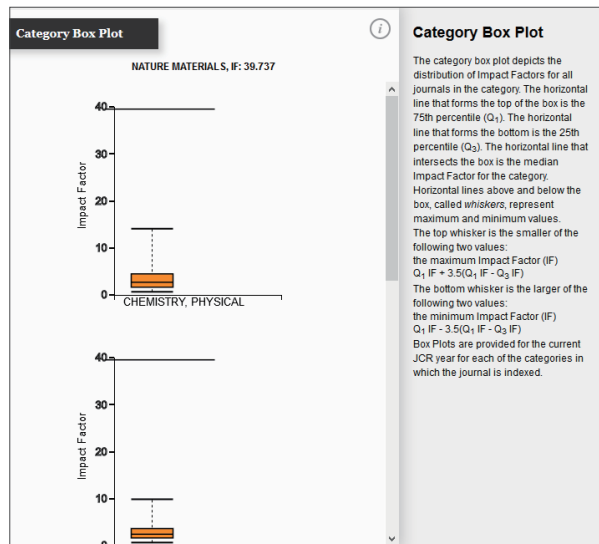 Category Box Plot
i
NATURE MATERIALS, IF: 39.737
40
30
20
10
0
Impact Factor
CHEMISTRY, PHYSICAL
40
30
20
10
0
Impact Factor
Category Box Plot
The category box plot depicts the
distribution of Impact Factors for all
journals in the category. The horizontal
line that forms the top of the box is the
75th percentile (Q₁). The horizontal
line that forms the bottom is the 25th
percentile (Q₃). The horizontal line that
intersects the box is the median
Impact Factor for the category.
Horizontal lines above and below the
box, called whiskers, represent
maximum and minimum values.
The top whisker is the smaller of the
following two values:
the maximum Impact Factor (IF)
Q₁ IF + 3.5(Q₁ IF - Q₃ IF)
The bottom whisker is the larger of the
following two values:
the minimum Impact Factor (IF)
Q₁ IF - 3.5(Q₁ IF - Q₃ IF)
Box Plots are provided for the current
JCR year for each of the categories in
which the journal is indexed.